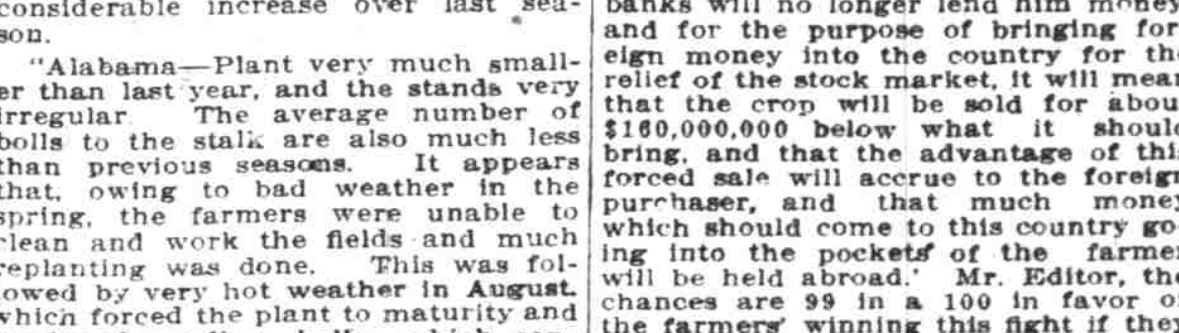 considerable increase over last sea-
son.
"Alabama—Plant very much small-
er than last year, and the stands very
irregular. The average number of
bolls to the stalk are also much less
than previous seasons. It appears
that, owing to bad weather in the
spring, the farmers were unable to
clean and work the fields and much
replanting was done. This was fol-
lowed by very hot weather in August
which forced the plant to maturity and
banks will no longer lend him money
and for the purpose of bringing for
eign money into the country for the
relief of the stock market, it will mean
that the crop will be sold for about
$160,000,000 below what it should
bring, and that the advantage of this
forced sale will accrue to the foreign
purchaser, and that much money
which should come to this country go-
ing into the pockets of the farmer
will be held abroad.' Mr. Editor, the
chances are 99 in a 100 in favor of
the farmers' winning this fight if they